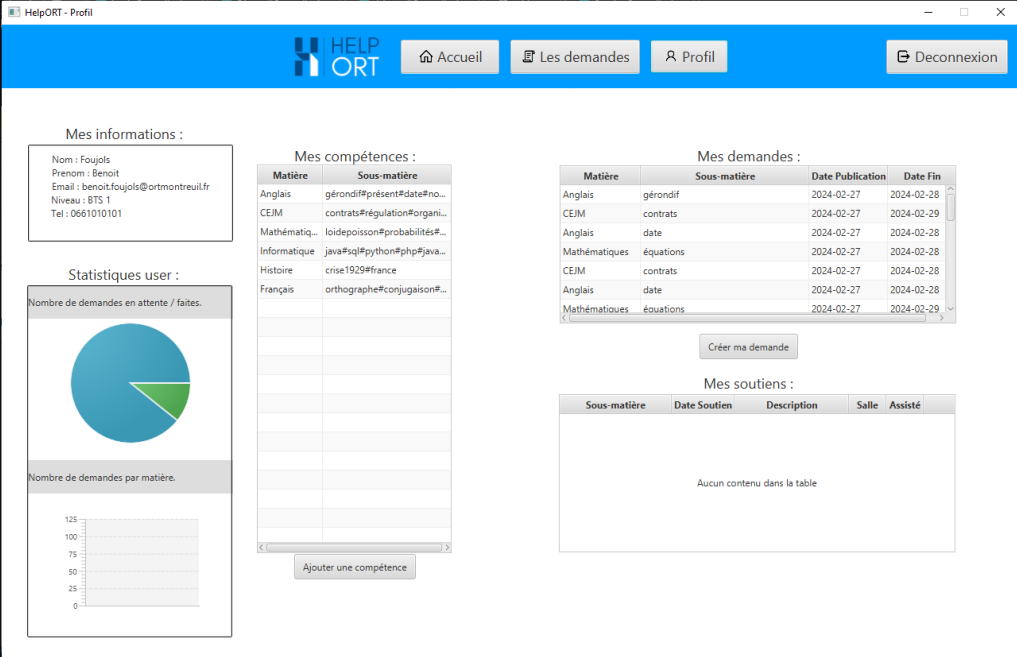 HelpORT - Profil
HELP
ORT
Accueil
Les demandes
Profil
Deconnexion
Mes informations :
Nom : Foujols
Prenom : Benoit
Email : benoit.foujols@ortmontreuil.fr
Niveau : BTS 1
Tel : 0661010101
Statistiques user :
Nombre de demandes en attente / faites.
Nombre de demandes par matière.
125
100
75
50
25
0
Mes compétences :
Matière Sous-matière
Anglais gérondif#présent#date#no...
CEJM contrats#régulation#organi...
Mathématiq... loidepoisson#probabilités#...
Informatique java#sql#python#php#java...
Histoire crise1929#france
Français orthographe#conjugaison#...
Ajouter une compétence
Mes demandes :
Matière Sous-matière Date Publication Date Fin
Anglais gérondif 2024-02-27 2024-02-28
CEJM contrats 2024-02-27 2024-02-29
Anglais date 2024-02-27 2024-02-28
Mathématiques équations 2024-02-27 2024-02-28
CEJM contrats 2024-02-27 2024-02-28
Anglais date 2024-02-27 2024-02-28
Mathématiques équations 2024-02-27 2024-02-29
Créer ma demande
Mes soutiens :
Sous-matière Date Soutien Description Salle Assisté
Aucun contenu dans la table